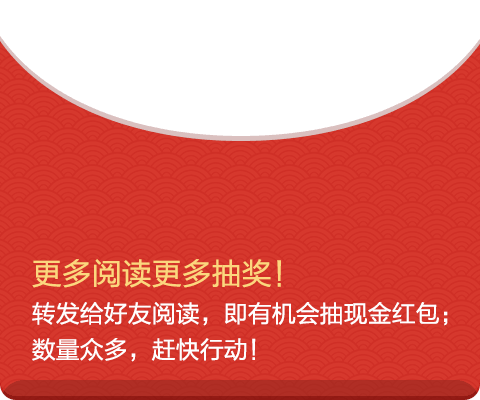 更多阅读更多抽奖！
转发给好友阅读，即有机会抽现金红包；
数量众多，赶快行动！